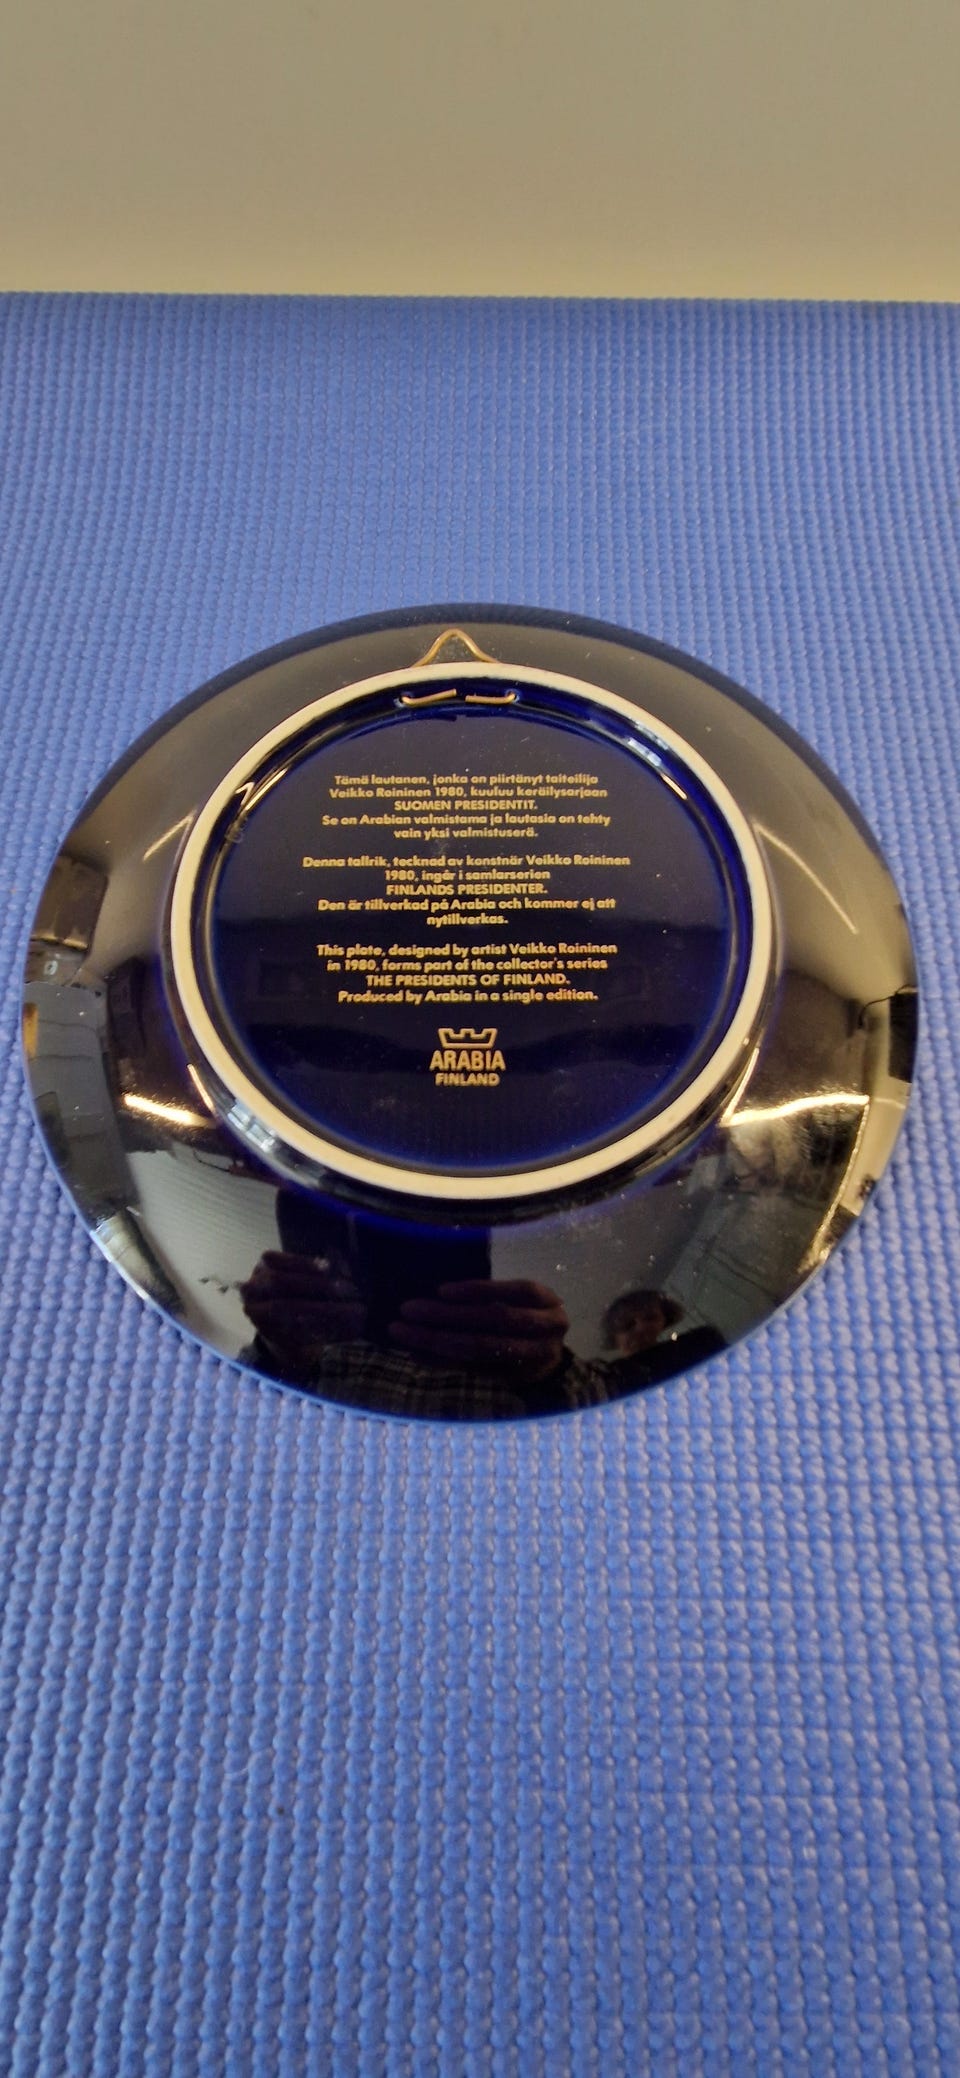 Tämä lautanen, jonka on piirtänyt taiteilija
Veikko Roininen 1980, kuuluu keräilysarjaan
SUOMEN PRESIDENTIT.
Se on Arabian valmistama ja lautasia on tehty
vain yksi valmistuserä.
Denna tallrik, tecknad av konstnär Veikko Roininen
1980, ingår i samlarserien
FINLANDS PRESIDENTER.
Den är tillverkad på Arabia och kommer ej att
nytillverkas.
This plate, designed by artist Veikko Roininen
in 1980, forms part of the collector's series
THE PRESIDENTS OF FINLAND.
Produced by Arabia in a single edition.
ARABIA
FINLAND